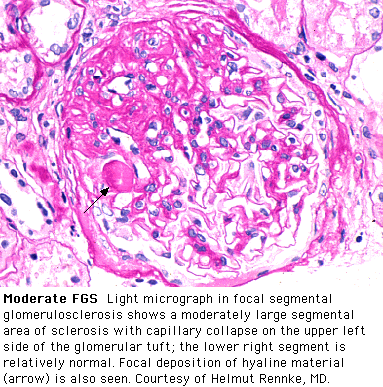 Moderate FGS Light micrograph in focal segmental
glomerulosclerosis shows a moderately large segmental
area of sclerosis with capillary collapse on the upper left
side of the glomerular tuft; the lower right segment is
relatively normal. Focal deposition of hyaline material
(arrow) is also seen. Courtesy of Helmut Rennke, MD.